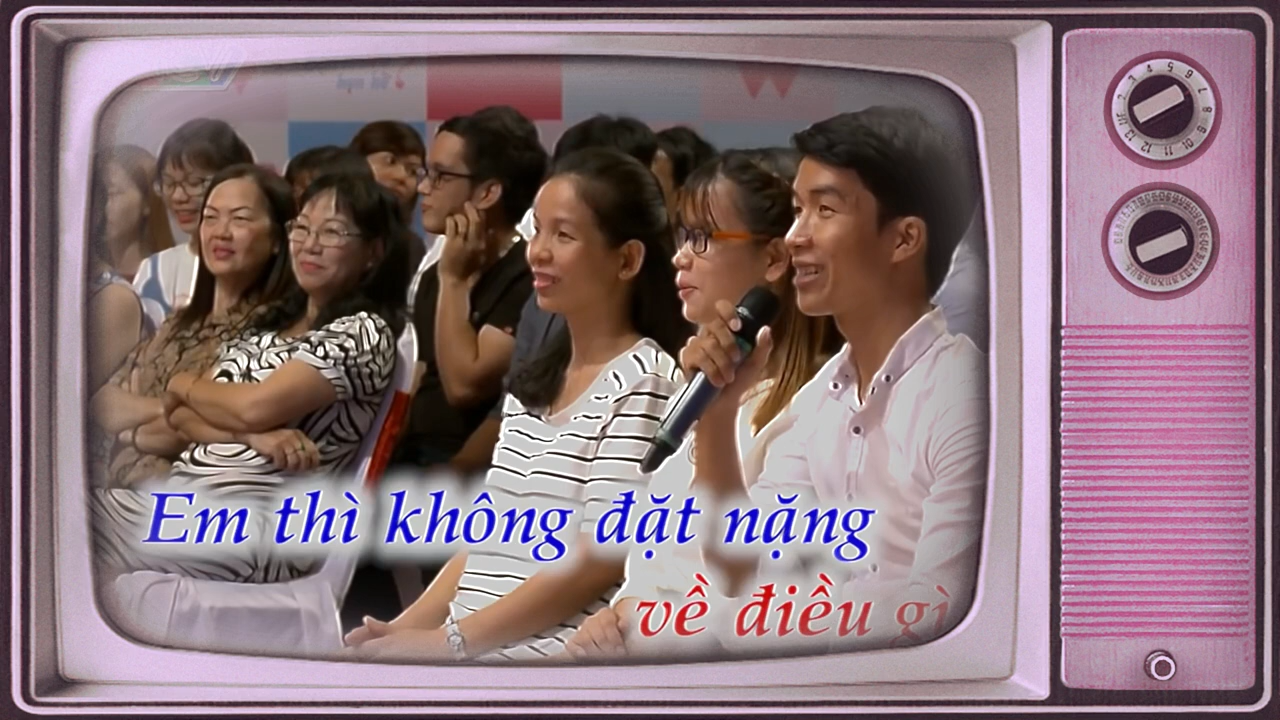 Em thì không đặt nặng
về điều gì